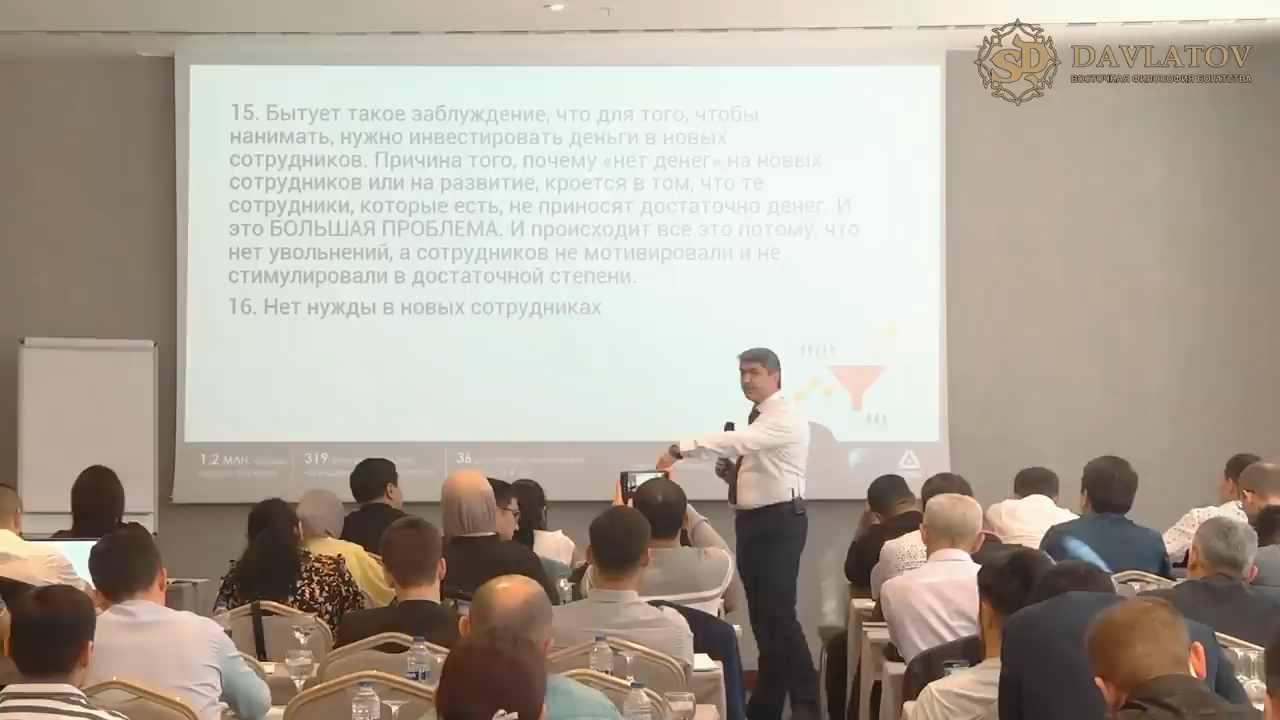 SD DAVLATOV
ВОСТОЧНАЯ ФИЛОСОФИЯ БОГАТСТВА
15. Бытует такое заблуждение, что для того, чтобы
нанимать, нужно инвестировать деньги в новых
сотрудников. Причина того, почему «нет денег» на новых
сотрудников или на развитие, кроется в том, что те
сотрудники, которые есть, не приносят достаточно денег. И
это БОЛЬШАЯ ПРОБЛЕМА. И происходит все это потому, что
нет увольнений, а сотрудников не мотивировали и не
стимулировали в достаточной степени.
16. Нет нужды в новых сотрудниках
1,2 МЛН. 319 36